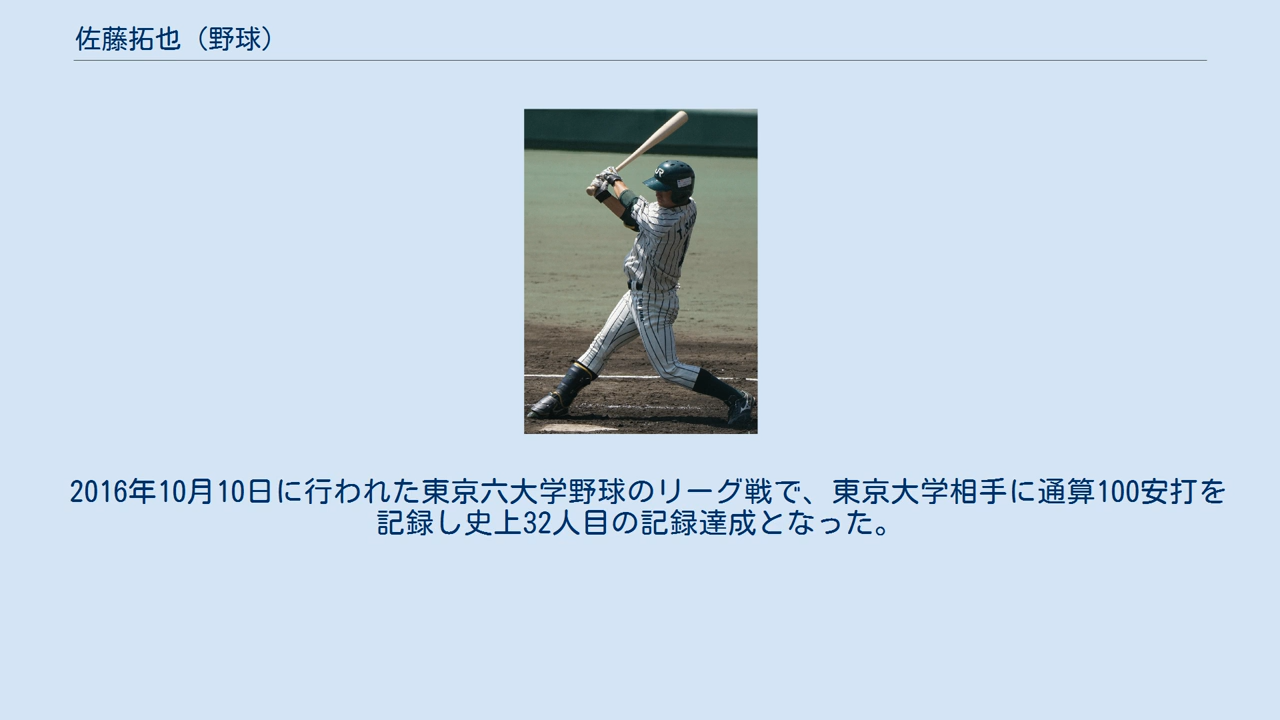 佐藤拓也（野球）
2016年10月10日に行われた東京六大学野球のリーグ戦で、東京大学相手に通算100安打を
記録し史上32人目の記録達成となった。